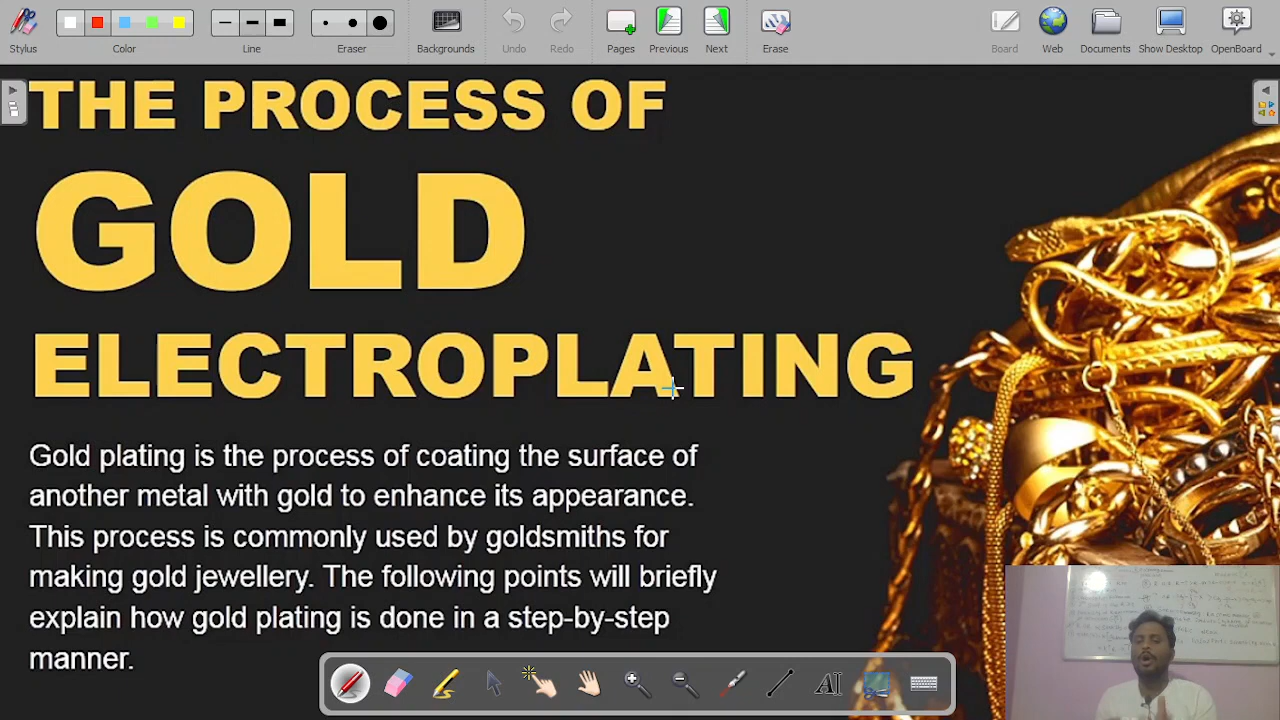 Stylus
Color
Line
Eraser
Backgrounds
Undo
Redo
Pages
Previous
Next
Erase
Board
Web
Documents
Show Desktop
OpenBoard
THE PROCESS OF
GOLD
ELECTROPLATING
Gold plating is the process of coating the surface of
another metal with gold to enhance its appearance.
This process is commonly used by goldsmiths for
making gold jewellery. The following points will briefly
explain how gold plating is done in a step-by-step
manner.